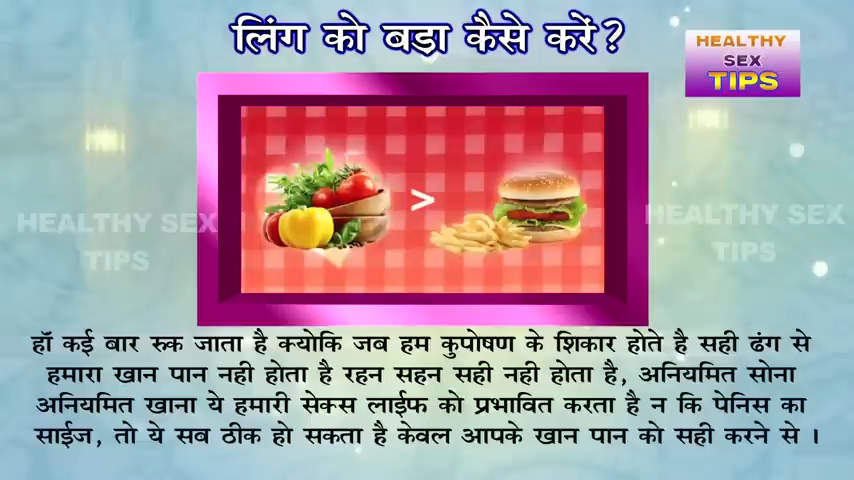 लिंग को बड़ा कैसे करें?
HEALTHY
SEX
TIPS
>
HEALTHY SEX
TIPS
HEALTHY SEX
TIPS
हॉ कई बार रुक जाता है क्योकि जब हम कुपोषण के शिकार होते है सही ढंग से
हमारा खान पान नही होता है रहन सहन सही नही होता है, अनियमित सोना
अनियमित खाना ये हमारी सेक्स लाईफ को प्रभावित करता है न कि पेनिस का
साईज, तो ये सब ठीक हो सकता है केवल आपके खान पान को सही करने से ।